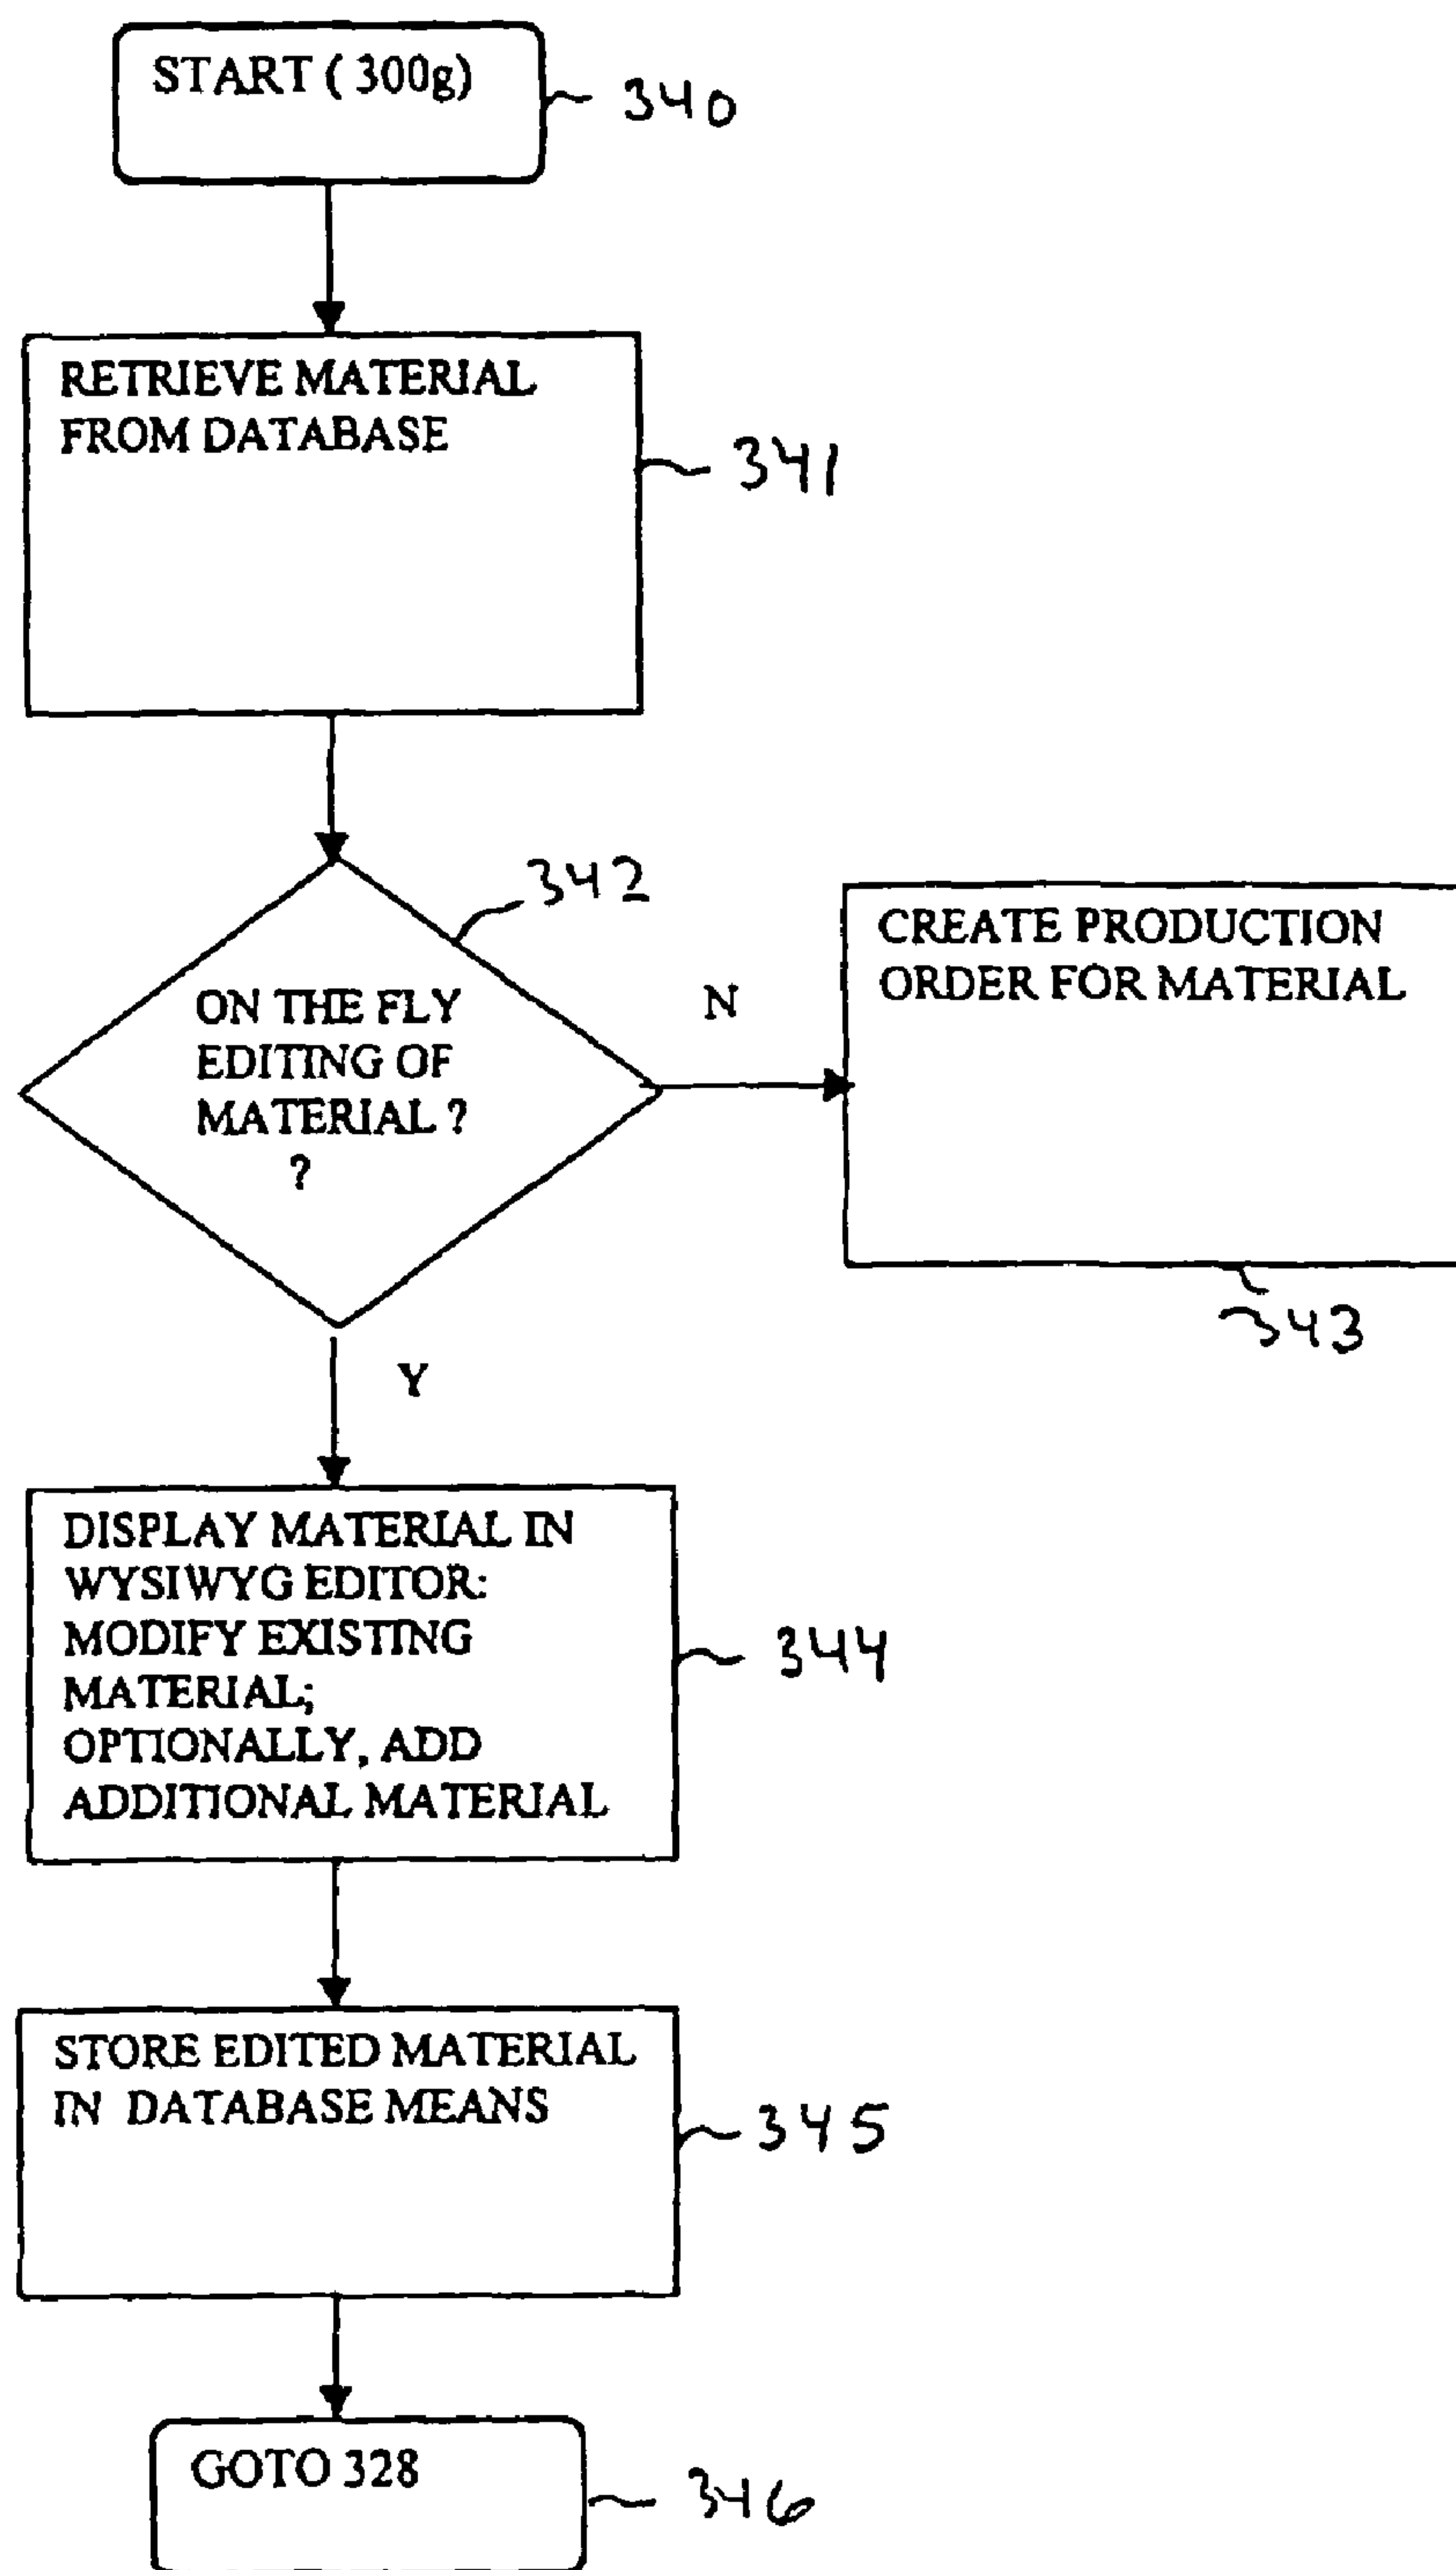 START ( 300g)
340
RETRIEVE MATERIAL
FROM DATABASE
341
342
ON THE FLY
EDITING OF
MATERIAL ?
?
N
CREATE PRODUCTION
ORDER FOR MATERIAL
343
Y
DISPLAY MATERIAL IN
WYSIWYG EDITOR:
MODIFY EXISTING
MATERIAL;
OPTIONALLY, ADD
ADDITIONAL MATERIAL
344
STORE EDITED MATERIAL
IN DATABASE MEANS
345
GOTO 328
346